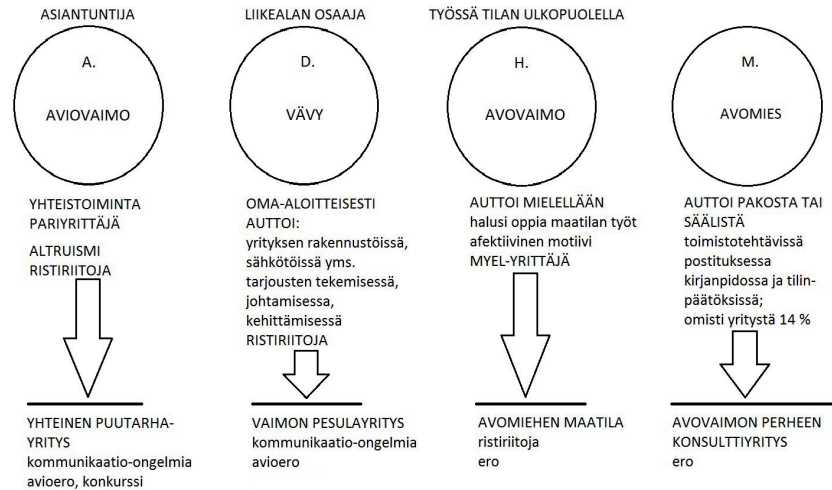 ASIANTUNTIJA
A.
AVIOVAIMO
YHTEISTOIMINTA
PARIYRITTÄJÄ
ALTRUISMI
RISTIRIITOJA
YHTEINEN PUUTARHA-
YRITYS
kommunikaatio-ongelmia
avioero, konkurssi
LIIKEALAN OSAAJA
D.
VÄVY
OMA-ALOITTEISESTI
AUTTOI:
yrityksen rakennustöissä,
sähkötöissä yms.
tarjousten tekemisessä,
johtamisessa,
kehittämisessä
RISTIRIITOJA
VAIMON PESULAYRITYS
kommunikaatio-ongelmia
avioero
TYÖSSÄ TILAN ULKOPUOLELLA
H.
AVOVAIMO
AUTTOI MIELELLÄÄN
halusi oppia maatilan työt
afektiivinen motiivi
MYEL-YRITTÄJÄ
AVOMIEHEN MAATILA
ristiriitoja
ero
M.
AVOMIES
AUTTOI PAKOSTA TAI
SÄÄLISTÄ
toimistotehtävissä
postituksessa
kirjanpidossa ja tilin-
päätöksissä;
omisti yritystä 14 %
AVOVAIMON PERHEEN
KONSULTTIYRITYS
ero